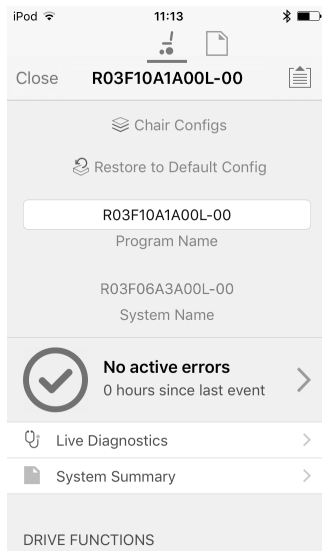 iPod 11:13
Close R03F10A1A00L-00
Chair Configs
Restore to Default Config
R03F10A1A00L-00
Program Name
R03F06A3A00L-00
System Name
No active errors
0 hours since last event
Live Diagnostics
System Summary
DRIVE FUNCTIONS